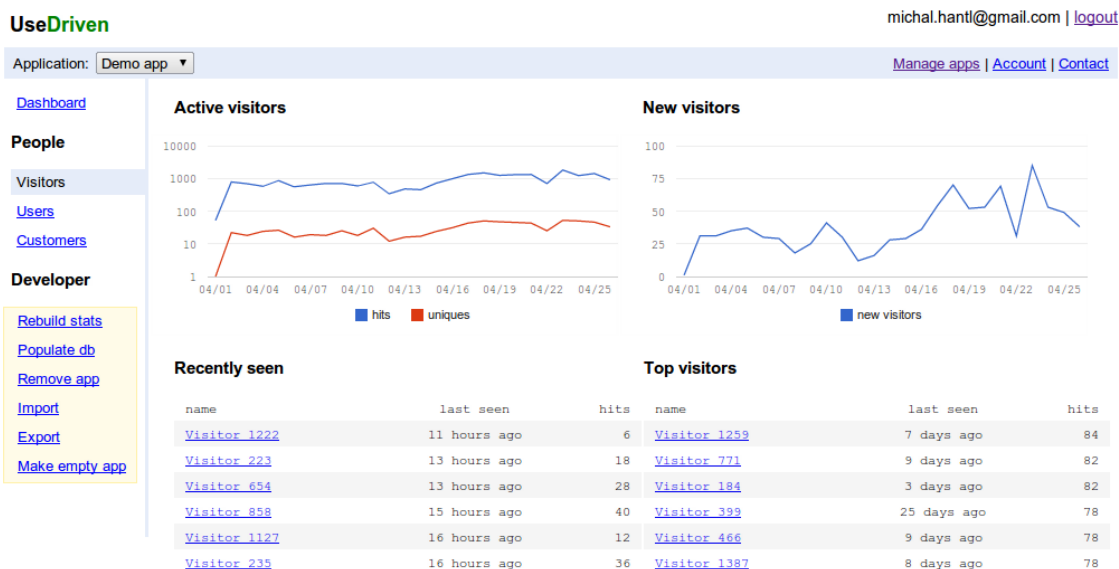 UseDriven
michal.hantl@gmail.com | logout
Application: Demo app
Manage apps | Account | Contact
Dashboard
People
Visitors
Users
Customers
Developer
Rebuild stats
Populate db
Remove app
Import
Export
Make empty app
Active visitors
10000
1000
100
10
1
04/01 04/04 04/07 04/10 04/13 04/16 04/19 04/22 04/25
hits uniques
New visitors
100
75
50
25
0
04/01 04/04 04/07 04/10 04/13 04/16 04/19 04/22 04/25
new visitors
Recently seen
name last seen hits
Visitor 1222 11 hours ago 6
Visitor 223 13 hours ago 18
Visitor 654 13 hours ago 28
Visitor 858 15 hours ago 40
Visitor 1127 16 hours ago 12
Visitor 235 16 hours ago 36
Top visitors
name last seen hits
Visitor 1259 7 days ago 84
Visitor 771 9 days ago 82
Visitor 184 3 days ago 82
Visitor 399 25 days ago 78
Visitor 466 9 days ago 78
Visitor 1387 8 days ago 78